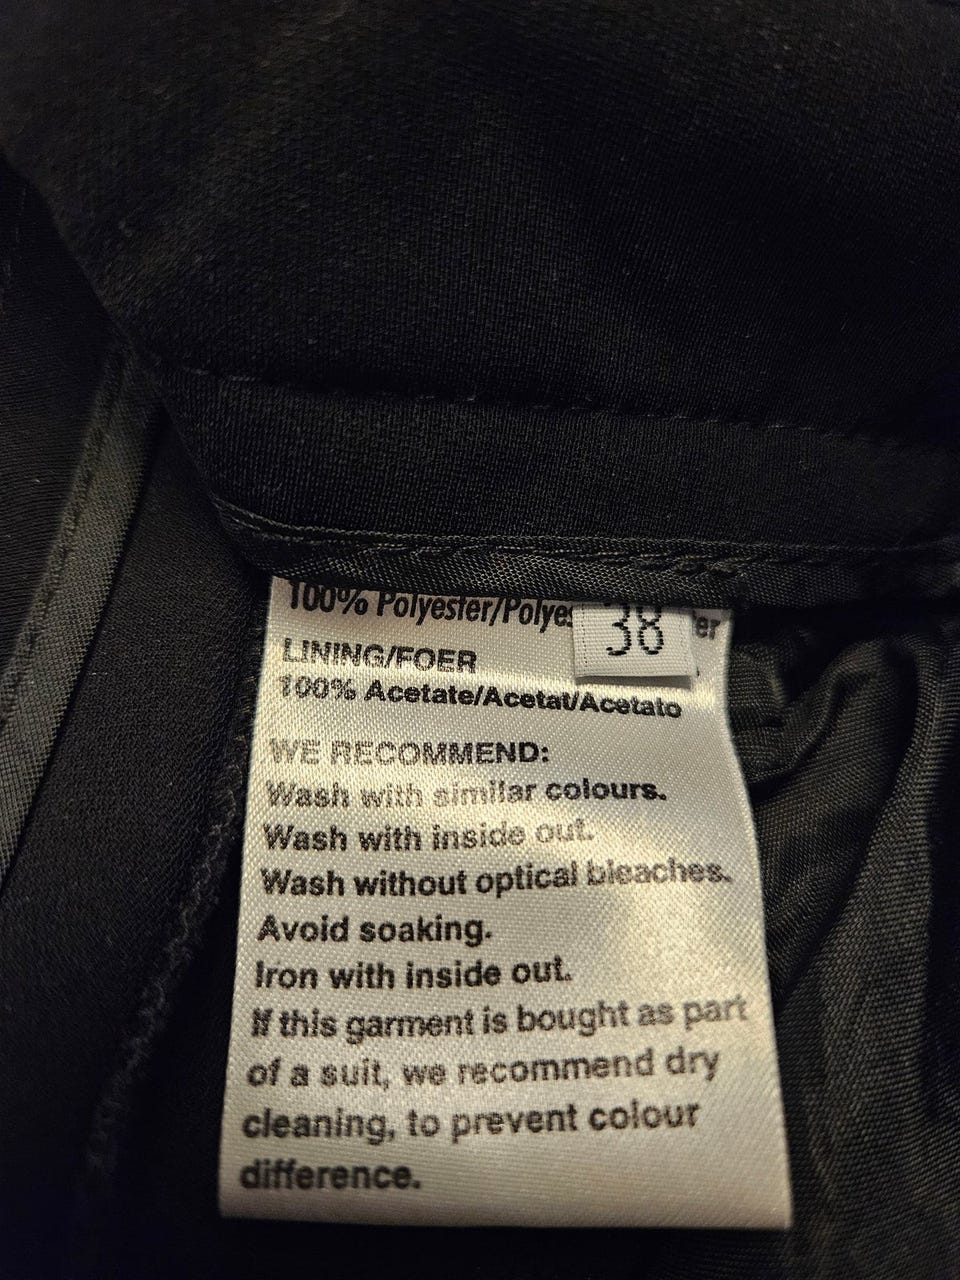 100% Polyester/Polyes
38
er
LINING/FOER
100% Acetate/Acetat/Acetato
WE RECOMMEND:
Wash with similar colours.
Wash with inside out.
Wash without optical bleaches.
Avoid soaking.
Iron with inside out.
If this garment is bought as part
of a suit, we recommend dry
cleaning, to prevent colour
difference.